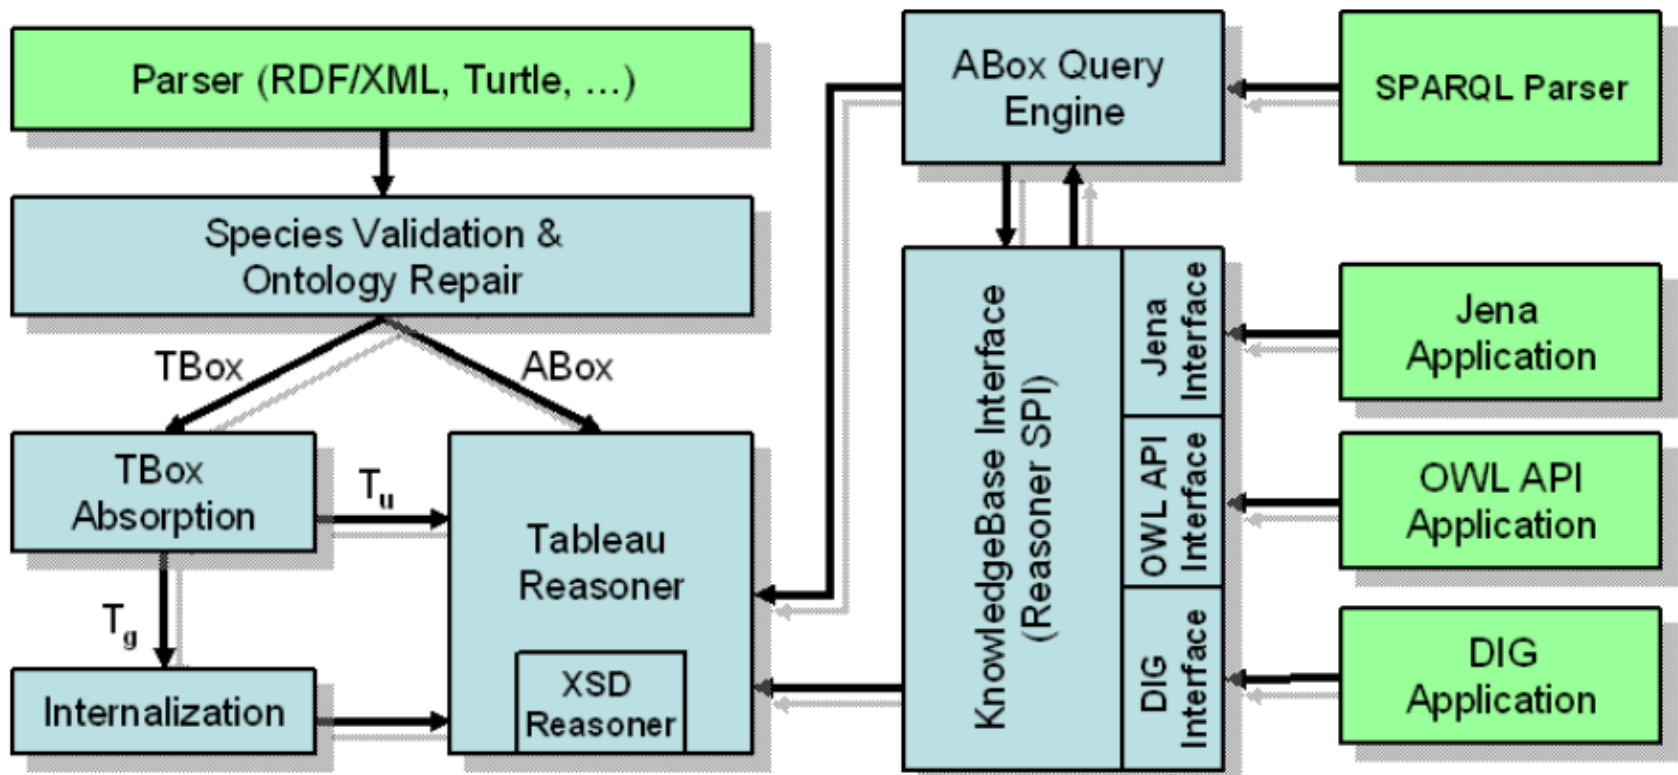 Parser (RDF/XML, Turtle, ...)
Species Validation &
Ontology Repair
TBox
ABox
TBox
Absorption
Tu
Tg
Internalization
Tableau
Reasoner
XSD
Reasoner
ABox Query
Engine
KnowledgeBase Interface
(Reasoner SPI)
Jena
Interface
OWL API
Interface
DIG
Interface
SPARQL Parser
Jena
Application
OWL API
Application
DIG
Application